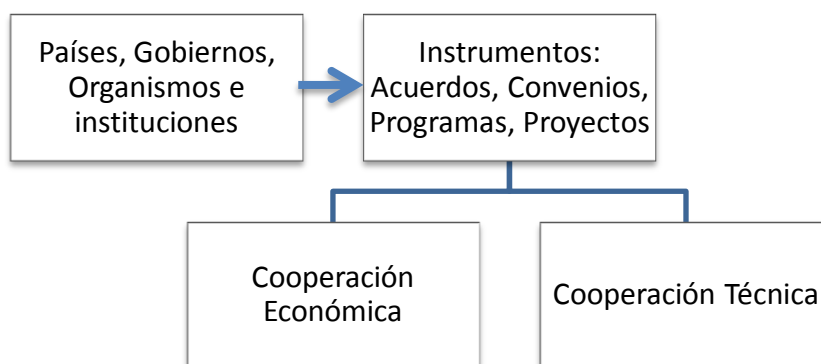 Países, Gobiernos,
Organismos e
instituciones
Instrumentos:
Acuerdos, Convenios,
Programas, Proyectos
Cooperación
Económica
Cooperación Técnica